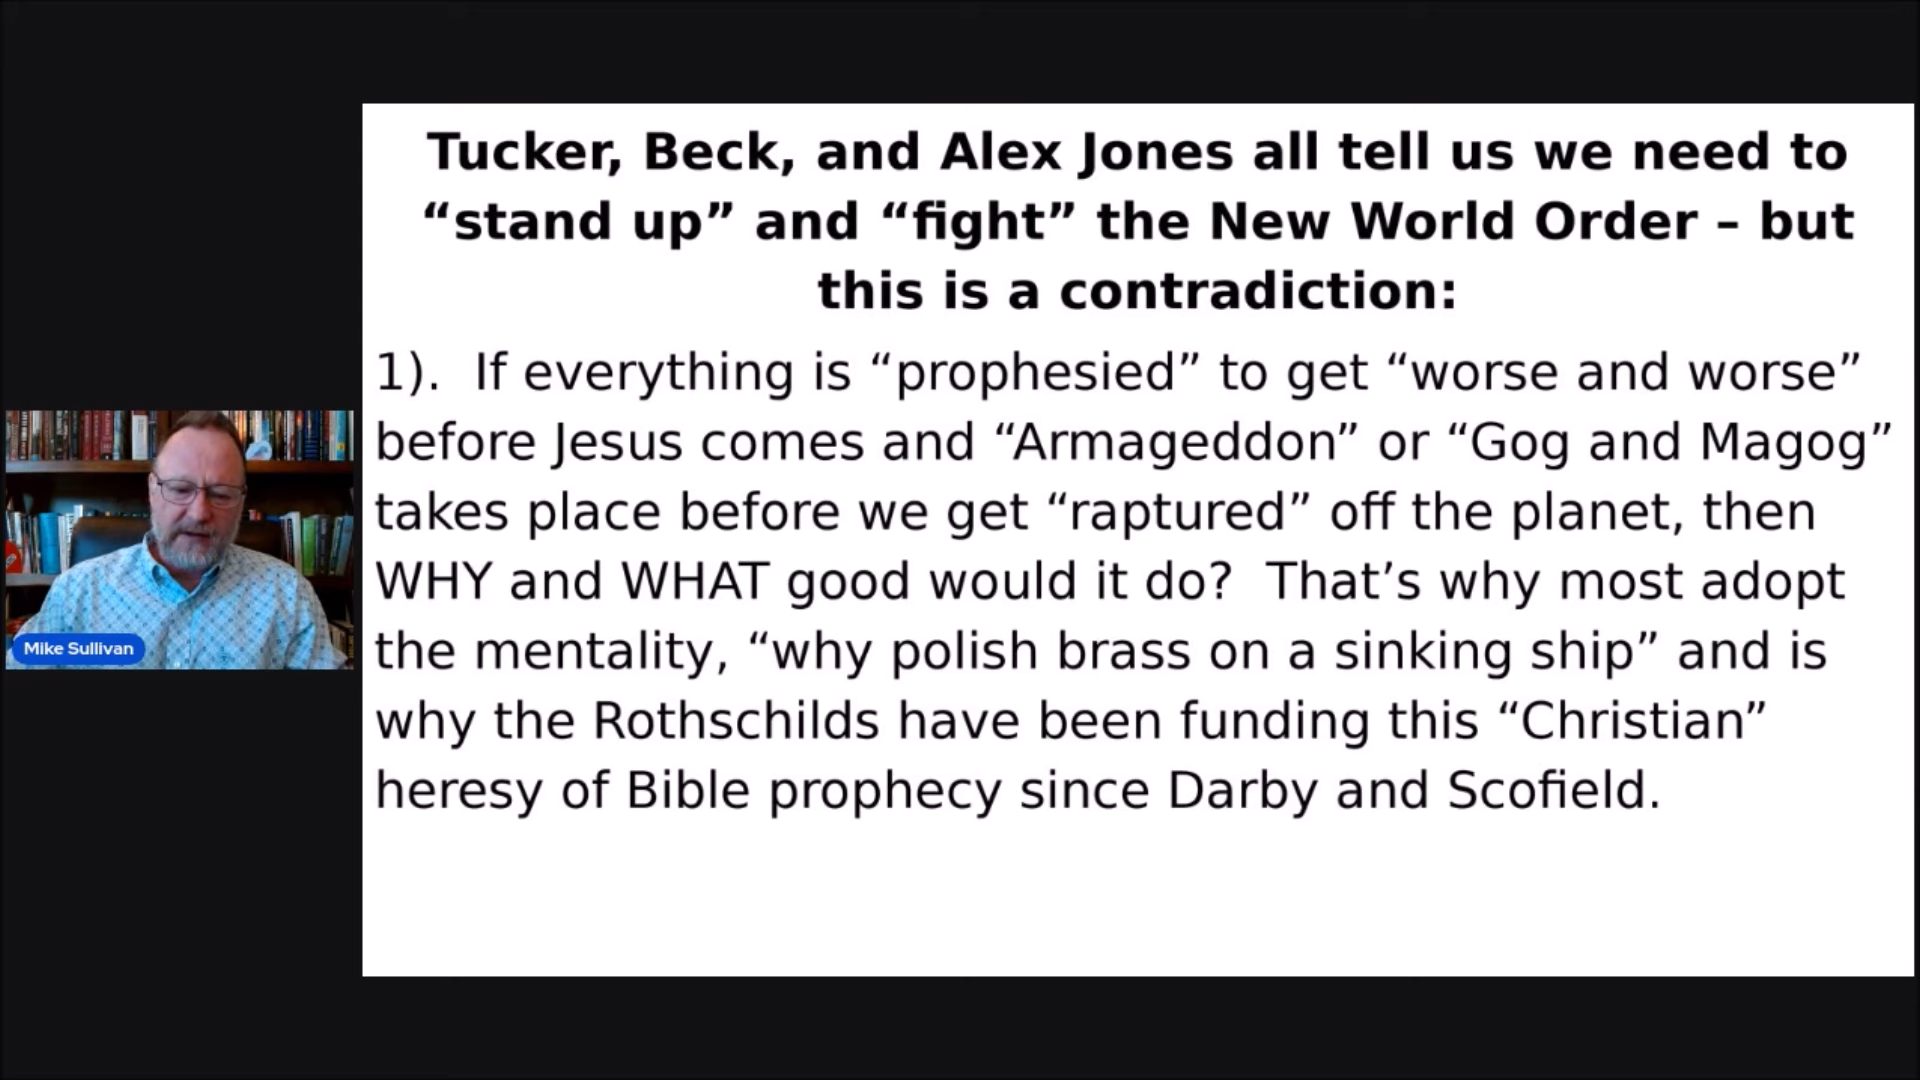 Tucker, Beck, and Alex Jones all tell us we need to
“stand up” and “fight” the New World Order – but
this is a contradiction:
1).  If everything is “prophesied” to get “worse and worse”
before Jesus comes and “Armageddon” or “Gog and Magog”
takes place before we get “raptured” off the planet, then
WHY and WHAT good would it do?  That’s why most adopt
the mentality, “why polish brass on a sinking ship” and is
why the Rothschilds have been funding this “Christian”
heresy of Bible prophecy since Darby and Scofield.
Mike Sullivan